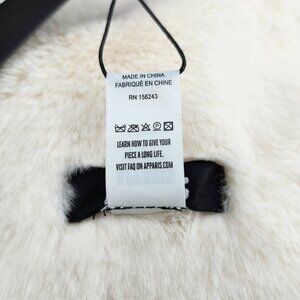 MADE IN CHINA
FABRIQUÉ EN CHINE
RN 156243
LEARN HOW TO GIVE YOUR
PIECE A LONG LIFE.
VISIT FAQ ON APPARIS.COM